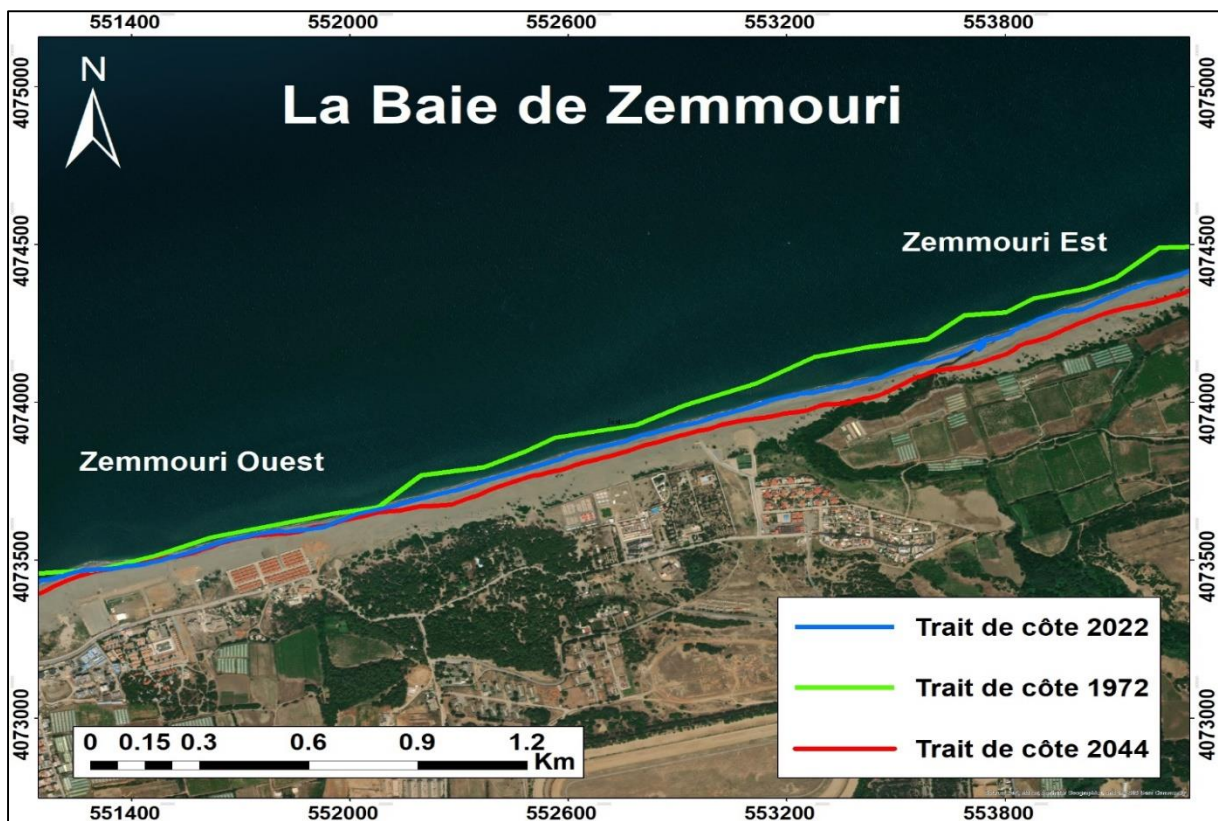 551400 552000 552600 553200 553800
N
La Baie de Zemmouri
4075000
4075000
Zemmouri Est
4074500
4074500
4074000
4074000
Zemmouri Ouest
4073500
4073500
4073000
4073000
Trait de côte 2022
Trait de côte 1972
Trait de côte 2044
0 0.15 0.3 0.6 0.9 1.2
Km
551400 552000 552600 553200 553800